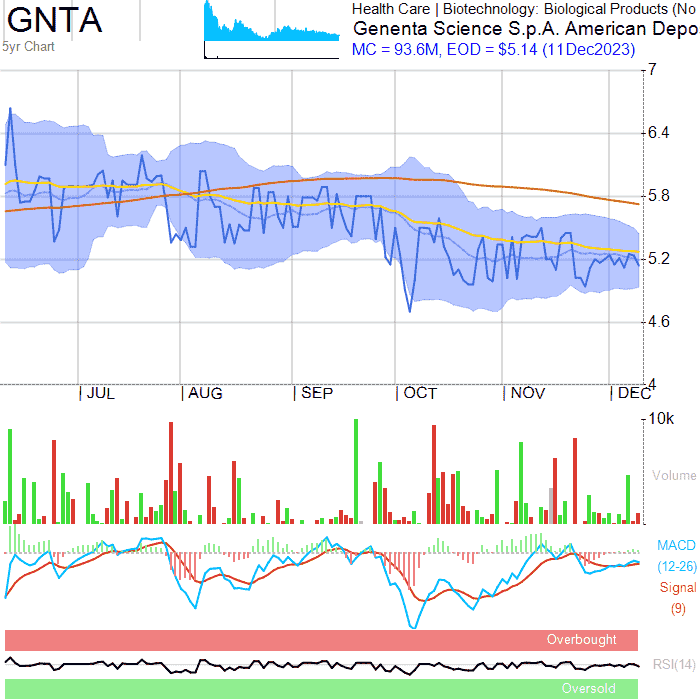 GNTA
5yr Chart
Health Care | Biotechnology: Biological Products (No
Genenta Science S.p.A. American Depo
MC = 93.6M, EOD = $5.14 (11Dec2023)
7
6.4
5.8
5.2
4.6
4
JUL
AUG
SEP
OCT
NOV
DEC
10k
Volume
MACD
(12-26)
Signal
(9)
Overbought
RSI(14)
Oversold